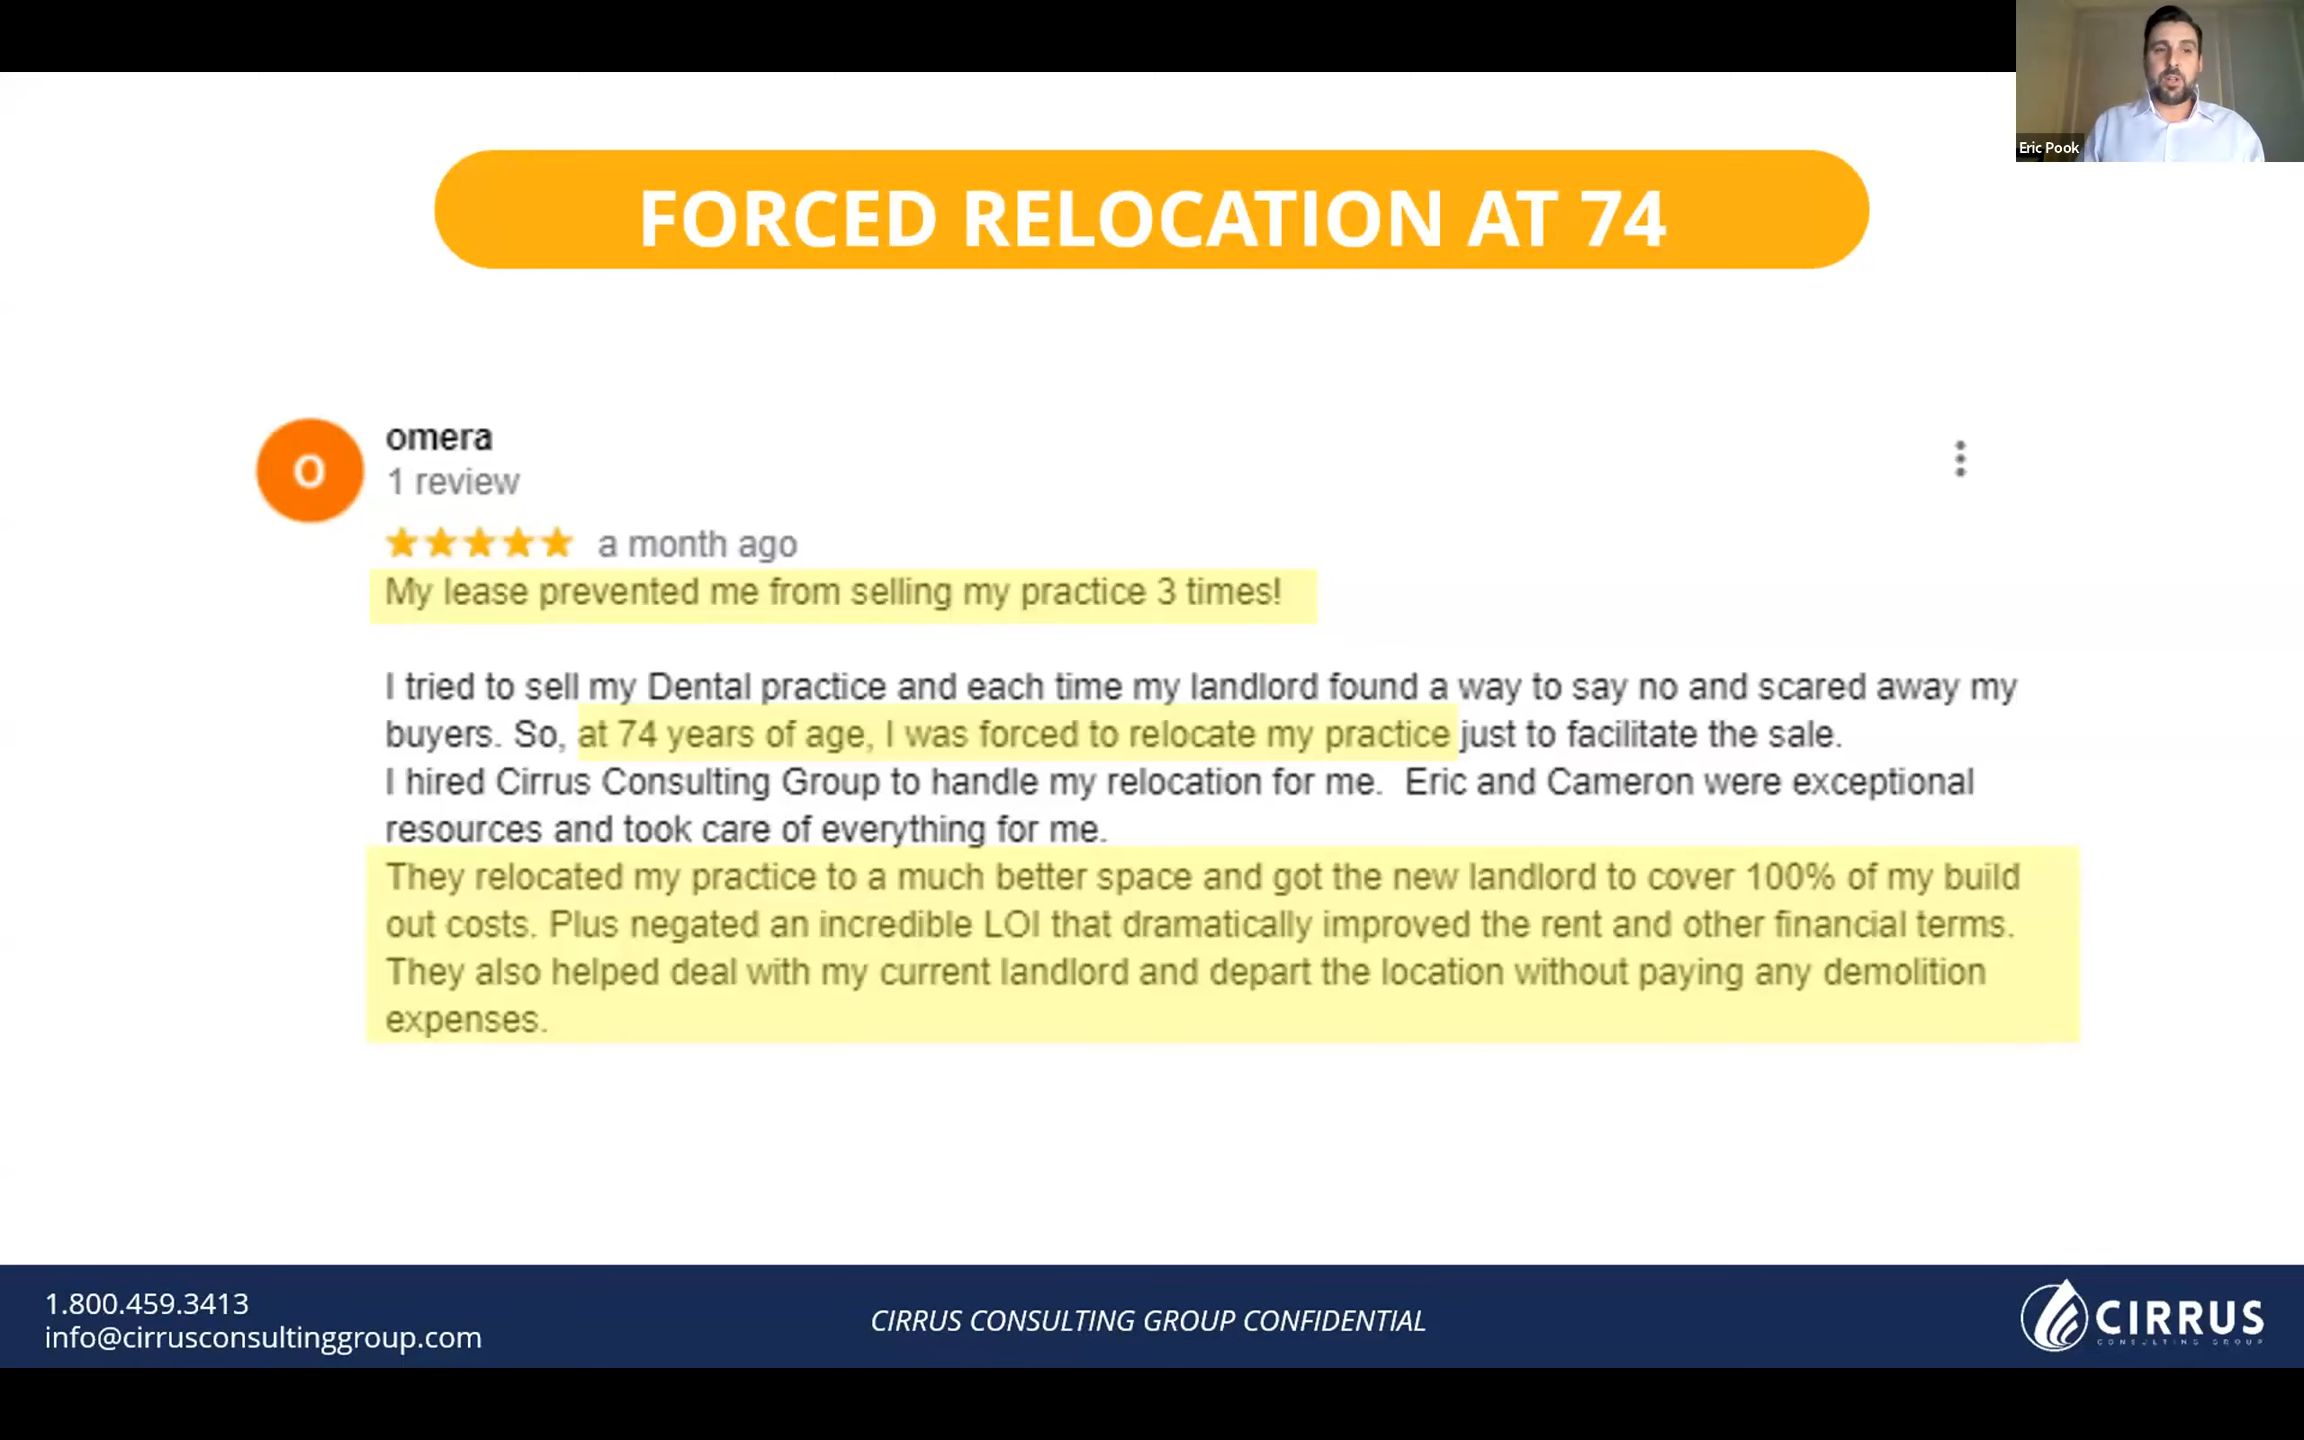 Eric Pook
FORCED RELOCATION AT 74
O
omera
1 review
a month ago
My lease prevented me from selling my practice 3 times!
I tried to sell my Dental practice and each time my landlord found a way to say no and scared away my
buyers. So, at 74 years of age, I was forced to relocate my practice just to facilitate the sale.
I hired Cirrus Consulting Group to handle my relocation for me.  Eric and Cameron were exceptional
resources and took care of everything for me.
They relocated my practice to a much better space and got the new landlord to cover 100% of my build
out costs. Plus negated an incredible LOI that dramatically improved the rent and other financial terms.
They also helped deal with my current landlord and depart the location without paying any demolition
expenses.
1.800.459.3413
info@cirrusconsultinggroup.com
CIRRUS CONSULTING GROUP CONFIDENTIAL
CIRRUS
CONSULTING GROUP